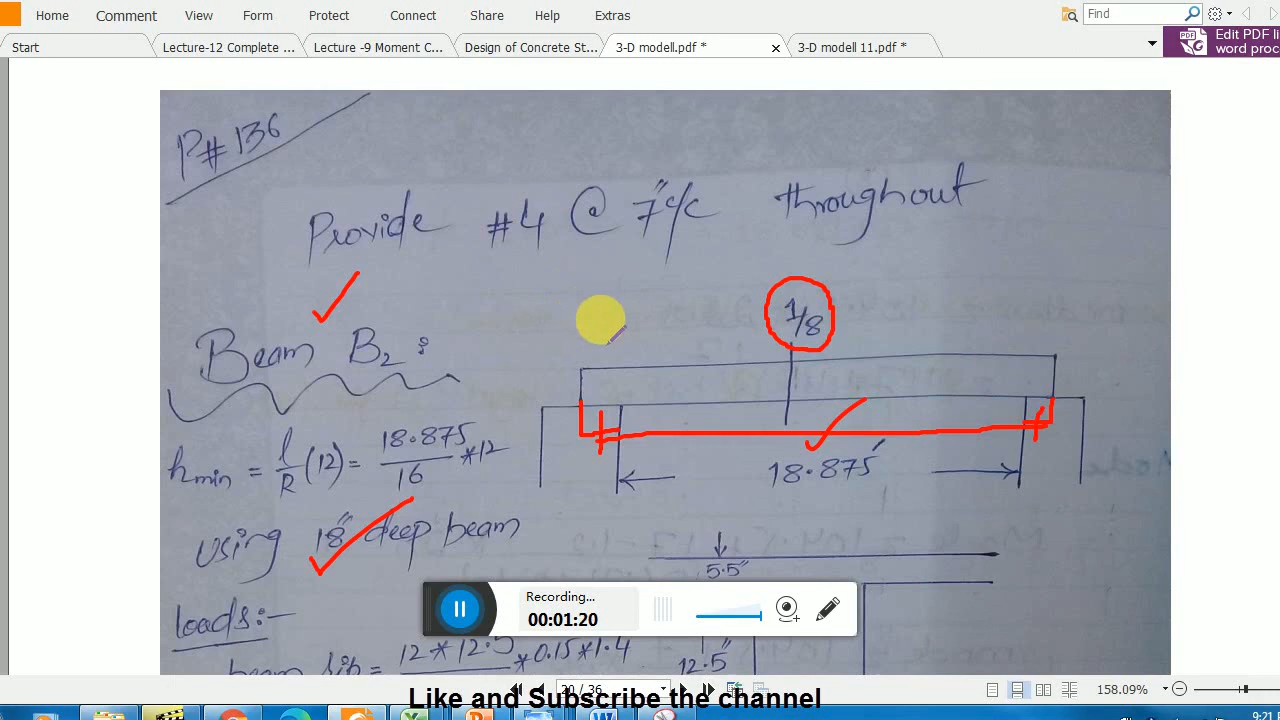 Home Comment View Form Protect Connect Share Help Extras
Find
Start
Lecture-12 Complete ...
Lecture -9 Moment C...
Design of Concrete St...
3-D modell.pdf *
3-D modell 11.pdf *
Edit PDF
word
P# 136
Provide #4 @ 7" c/c throughout
1/8
Beam B2 :
hmin = l/R (12) = 18.875/16 *12
18.875'
Using 18" deep beam
5.5"
loads:-
beam = 12 * 12.5 *0.15*1.4
12.5"
Recording...
00:01:20
20 / 36
158.09%
Like and Subscribe the channel